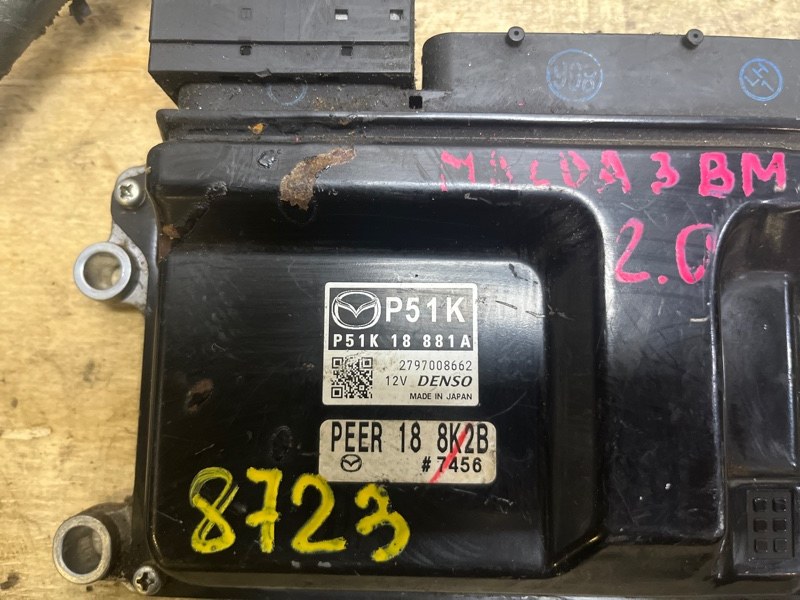 MAZDA 3 BM
2.0
P51K
P51K 18 881A
2797008662
12V DENSO
MADE IN JAPAN
PEER 18 8K2B
#7456
8723